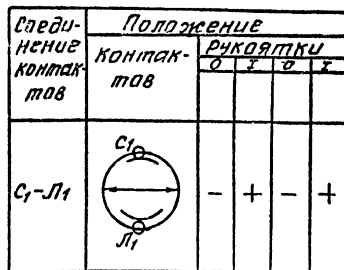 Соеди-
нение
контак-
тов
Положение
контак-
тов
Рукоятки
0 I 0 I
С1-Л1
С1
Л1
- + - +